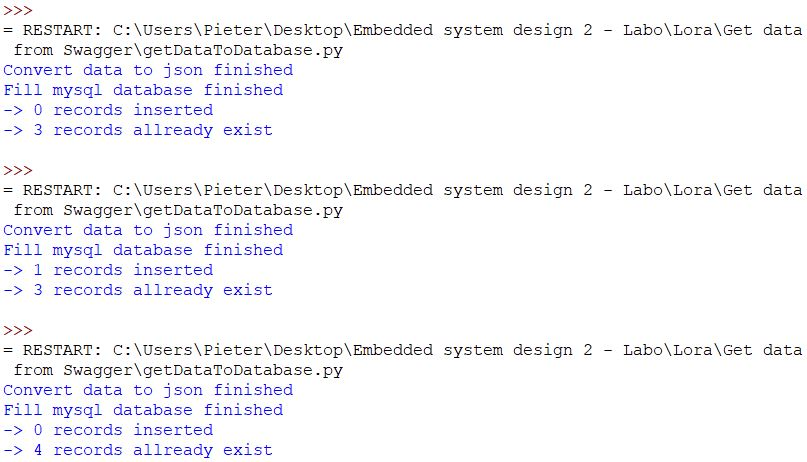 >>>
= RESTART: C:\Users\Pieter\Desktop\Embedded system design 2 - Labo\Lora\Get data
 from Swagger\getDataToDatabase.py
Convert data to json finished
Fill mysql database finished
-> 0 records inserted
-> 3 records allready exist
>>>
= RESTART: C:\Users\Pieter\Desktop\Embedded system design 2 - Labo\Lora\Get data
 from Swagger\getDataToDatabase.py
Convert data to json finished
Fill mysql database finished
-> 1 records inserted
-> 3 records allready exist
>>>
= RESTART: C:\Users\Pieter\Desktop\Embedded system design 2 - Labo\Lora\Get data
 from Swagger\getDataToDatabase.py
Convert data to json finished
Fill mysql database finished
-> 0 records inserted
-> 4 records allready exist